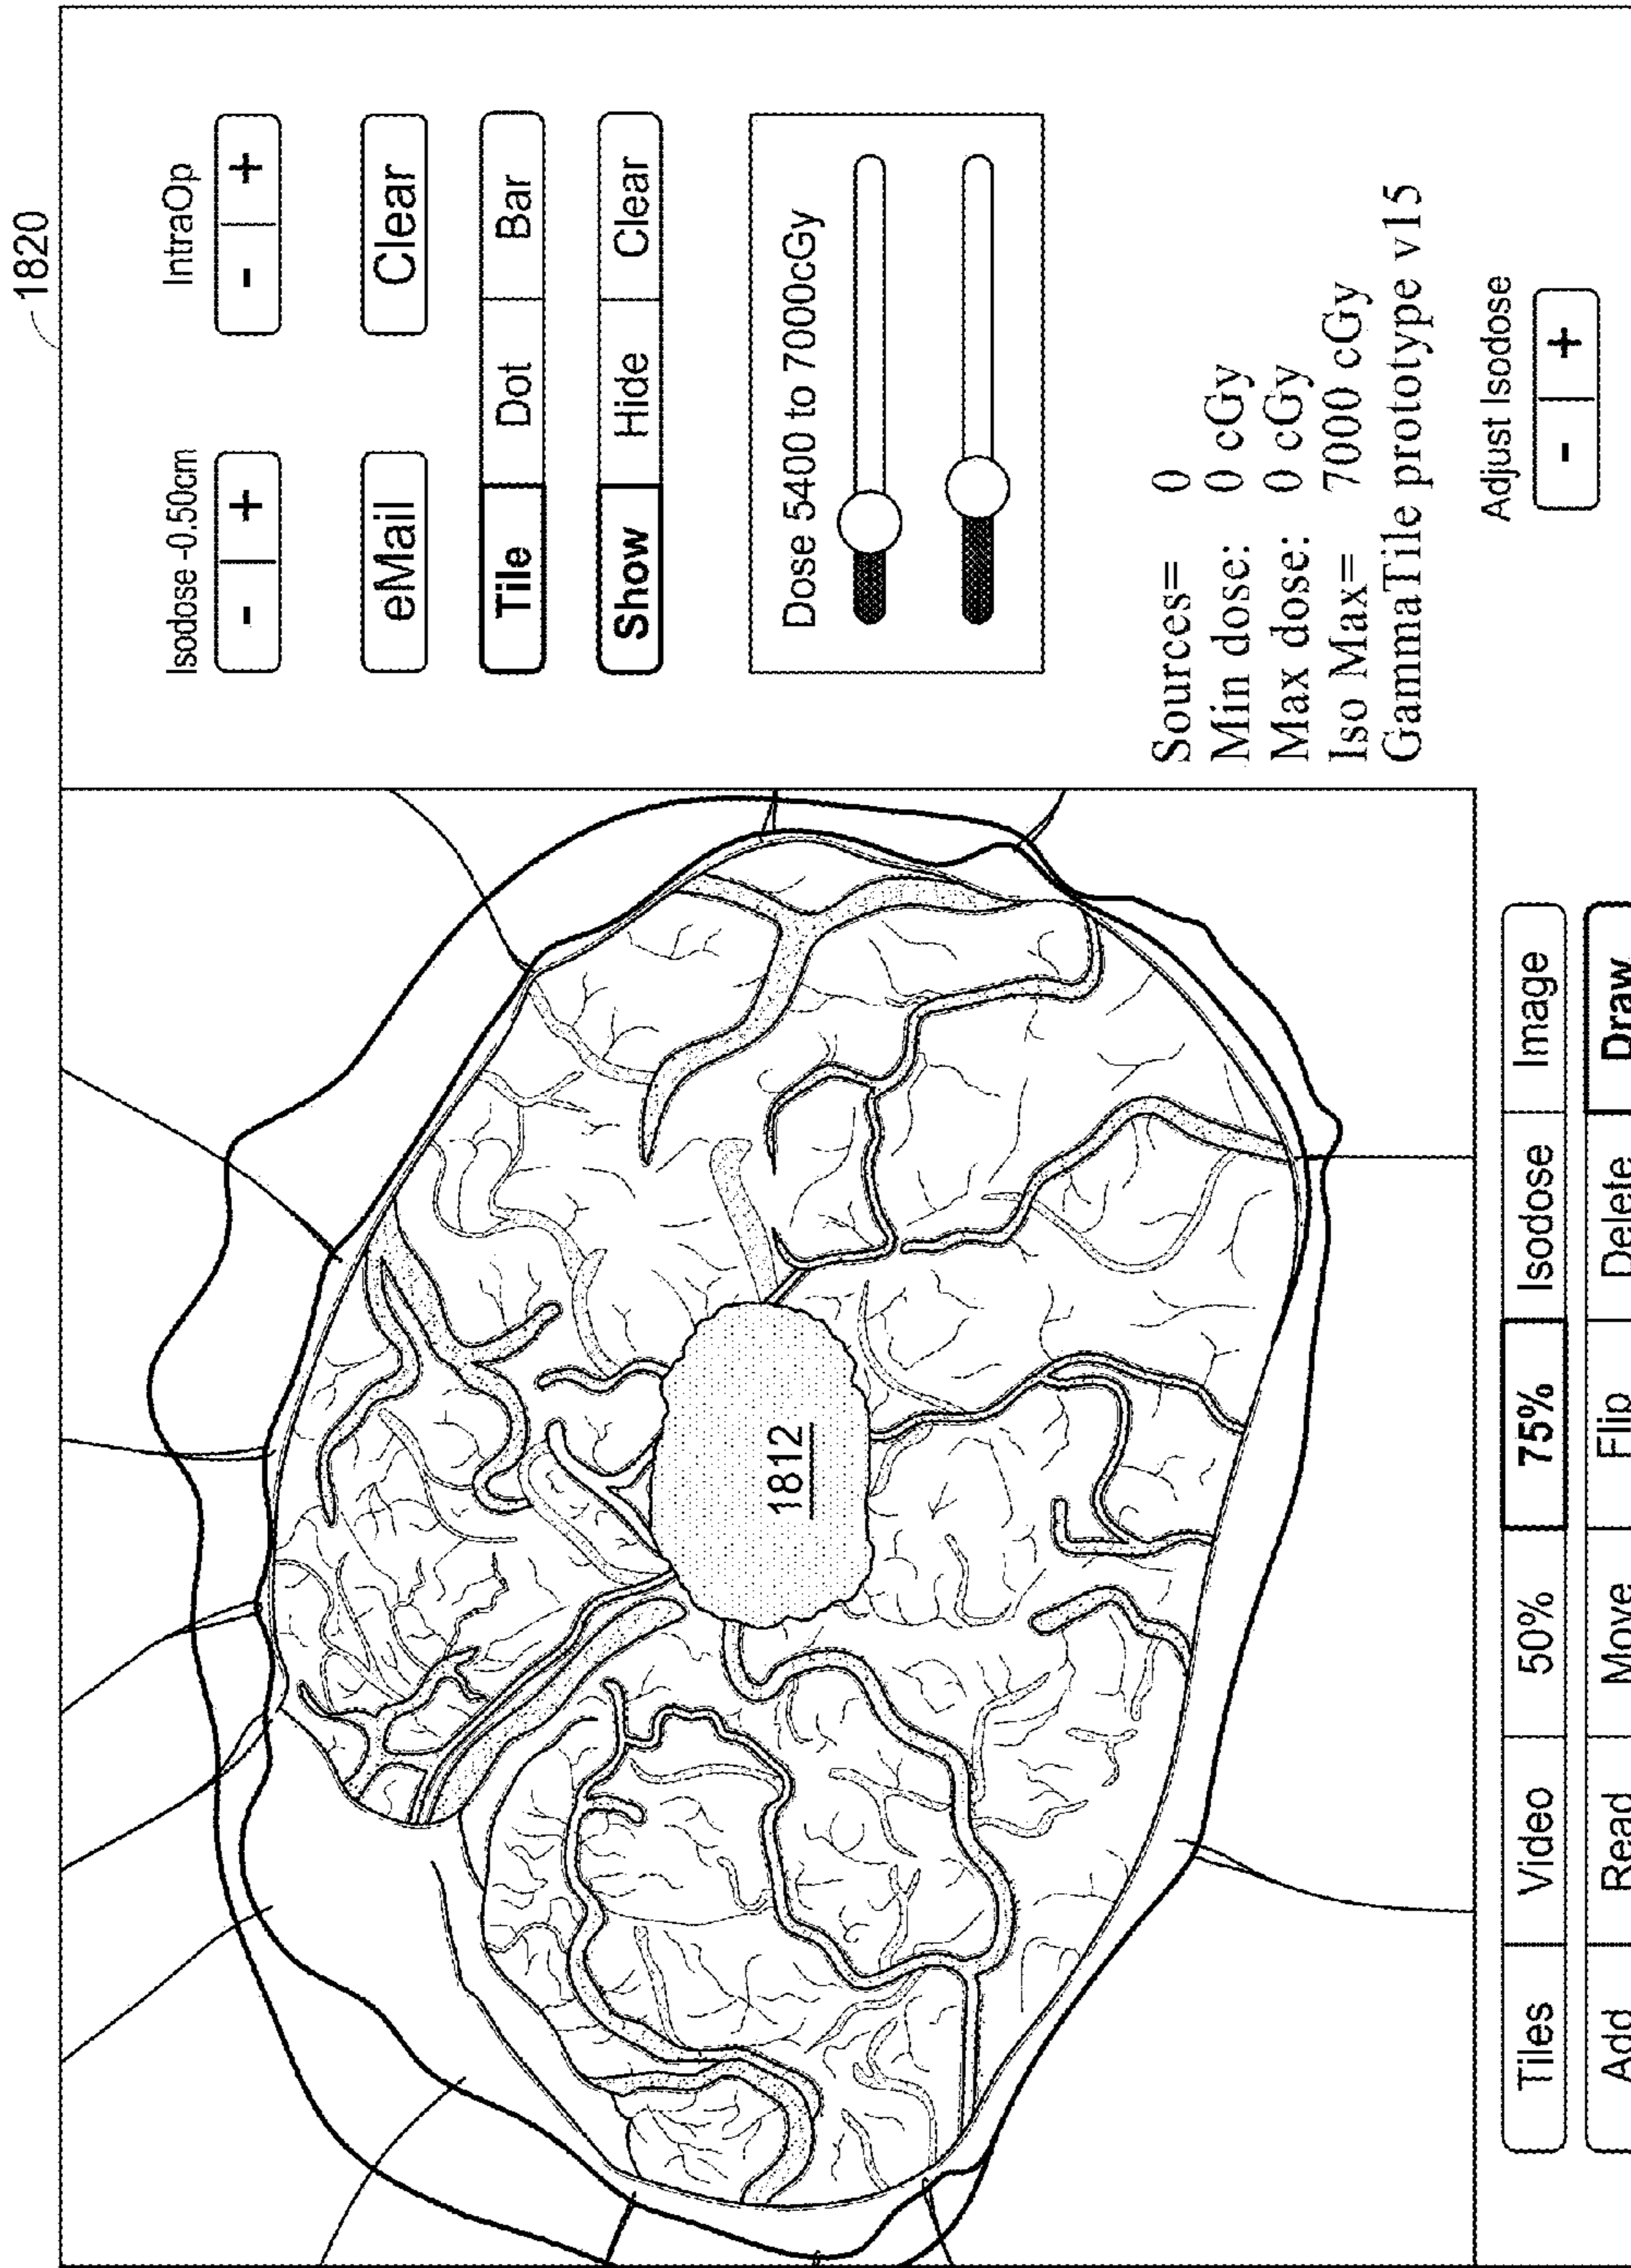 1820
Isodose -0.50cm IntraOp
- + - +
eMail Clear
Tile Dot Bar
Show Hide Clear
Dose 5400 to 7000cGy
Sources= 0
Min dose: 0 cGy
Max dose: 0 cGy
Iso Max= 7000 cGy
GammaTile prototype v15
Adjust Isodose
- +
1812
Tiles Video 50% 75% Isodose Image
Add Read Move Flip Delete Draw